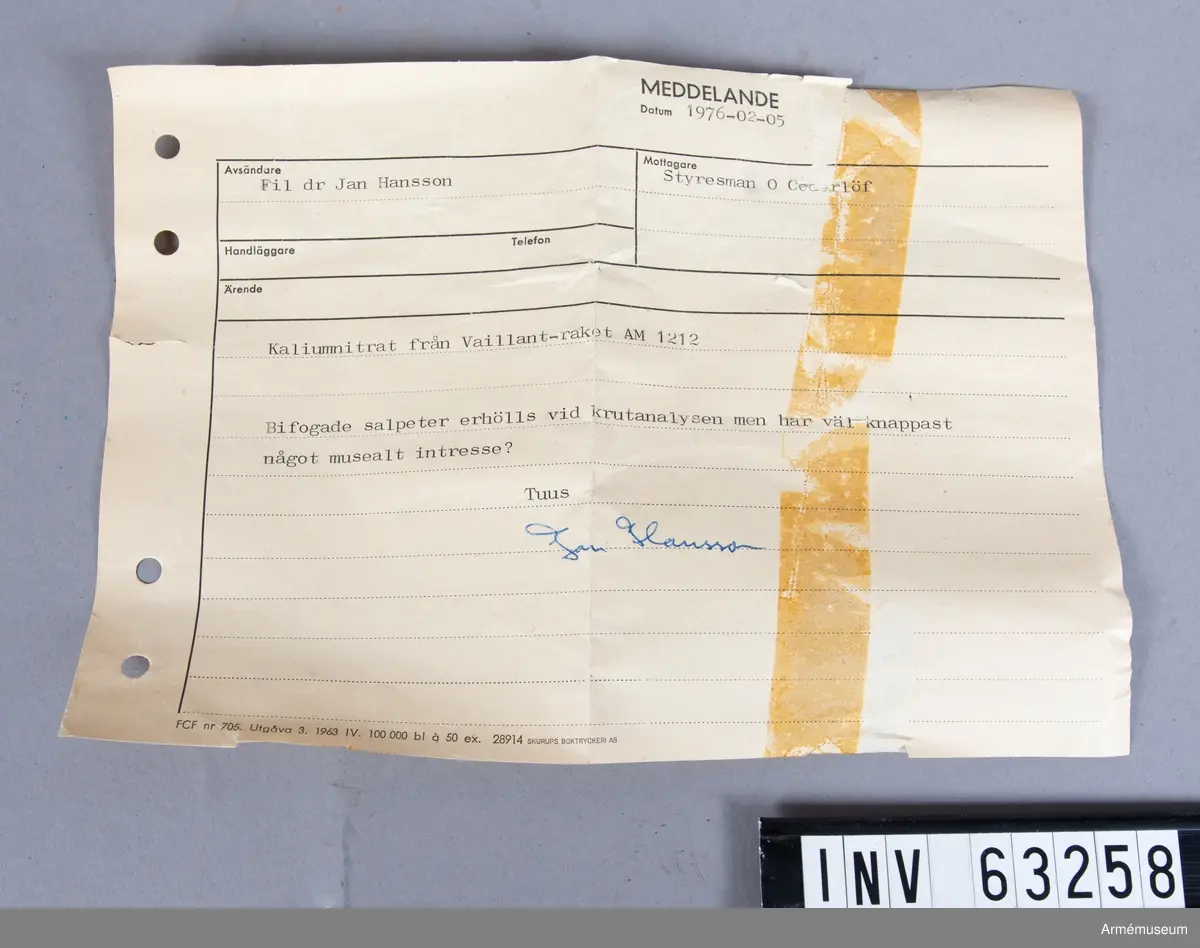 MEDDELANDE
Datum 1976-02-05
Avsändare
Fil dr Jan Hansson
Mottagare
Styresman O Cederlöf
Handläggare Telefon
Ärende
Kaliumnitrat från Vaillant-raket AM 1212
Bifogade salpeter erhölls vid krutanalysen men har väl knappast
något musealt intresse?
Tuus
Jan Hansson
FCF nr 705. Utgåva 3. 1963 IV. 100 000 bl à 50 ex. 28914 SKURUPS BOKTRYCKERI AB
INV 63258
Armémuseum